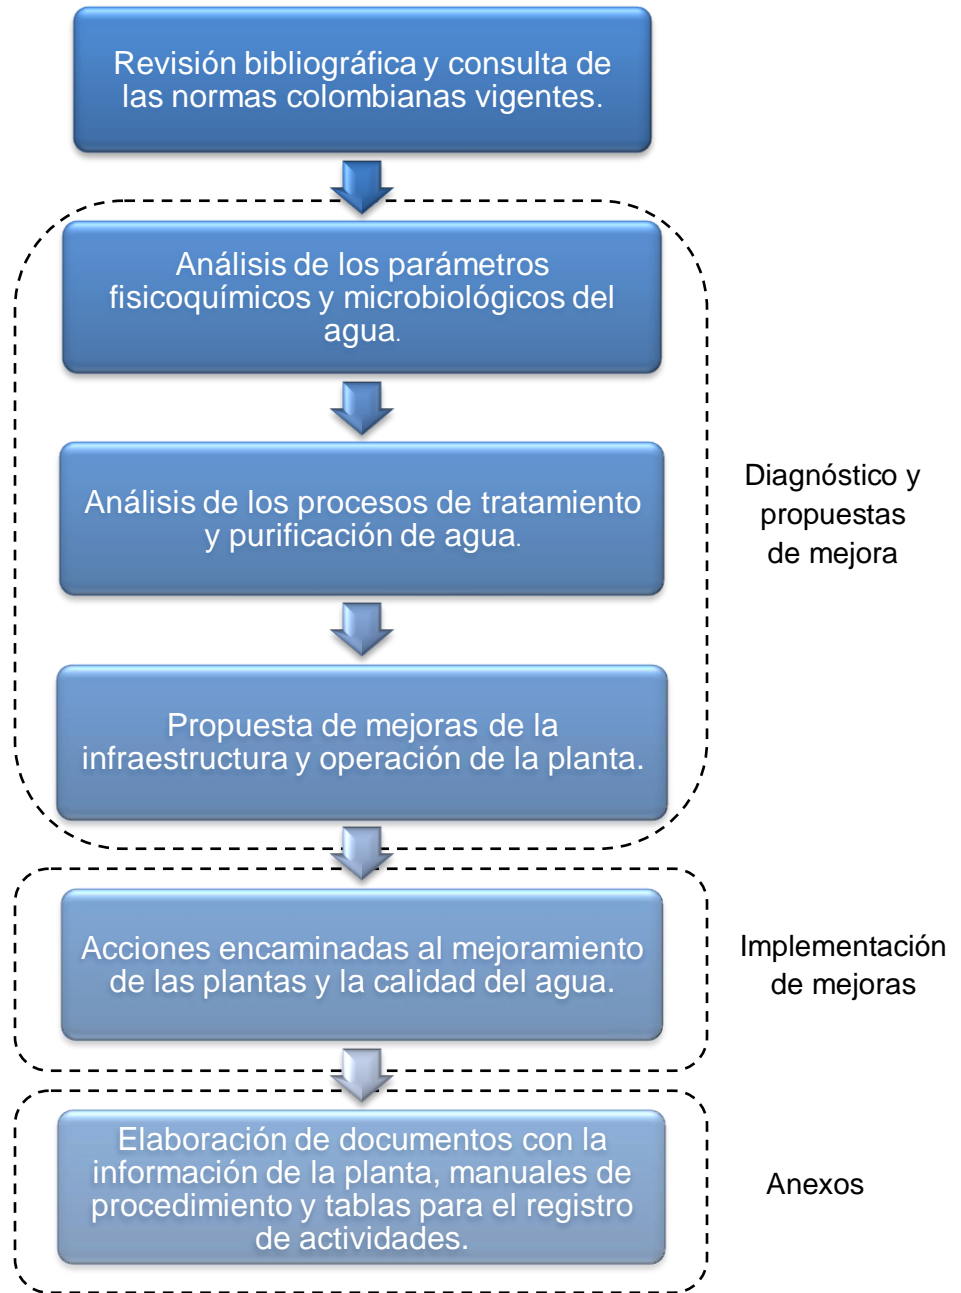 Revisión bibliográfica y consulta de
las normas colombianas vigentes.
Análisis de los parámetros
fisicoquímicos y microbiológicos del
agua.
Análisis de los procesos de tratamiento
y purificación de agua.
Propuesta de mejoras de la
infraestructura y operación de la planta.
Diagnóstico y
propuestas
de mejora
Acciones encaminadas al mejoramiento
de las plantas y la calidad del agua.
Implementación
de mejoras
Elaboración de documentos con la
información de la planta, manuales de
procedimiento y tablas para el registro
de actividades.
Anexos